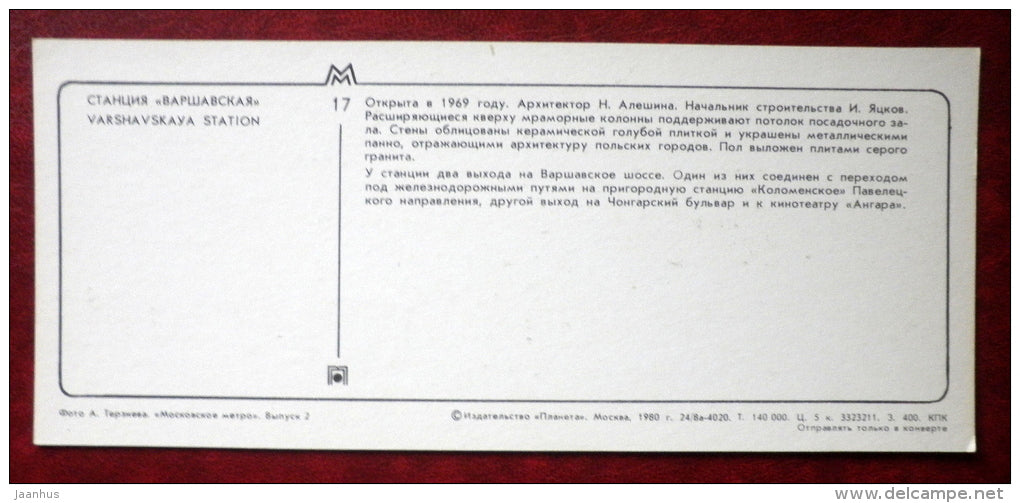 СТАНЦИЯ «ВАРШАВСКАЯ»
VARSHAVSKAYA STATION
М
17
Открыта в 1969 году. Архитектор Н. Алешина. Начальник строительства И. Яцков.
Расширяющиеся кверху мраморные колонны поддерживают потолок посадочного за-
ла. Стены облицованы керамической голубой плиткой и украшены металлическими
панно, отражающими архитектуру польских городов. Пол выложен плитами серого
гранита.
У станции два выхода на Варшавское шоссе. Один из них соединен с переходом
под железнодорожными путями на пригородную станцию «Коломенское» Павелец-
кого направления, другой выход на Чонгарский бульвар и к кинотеатру «Ангара».
Фото А. Терзиева. «Московское метро». Выпуск 2
© Издательство «Планета». Москва, 1980 г. 24/8а-4020. Т. 140 000. Ц. 5 к. 3323211. З. 400. КПК
Отправлять только в конверте
Jaanhus
delcampe.net